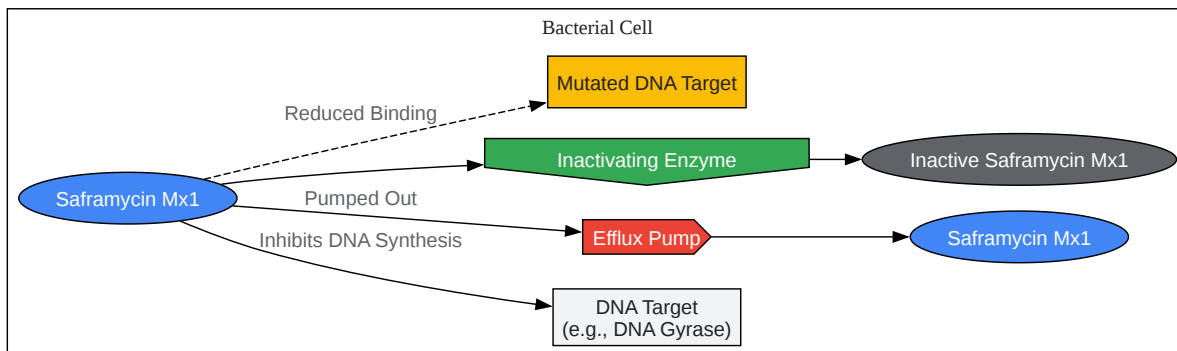 Bacterial Cell
Mutated DNA Target
Reduced Binding
Inactivating Enzyme
Inactive Saframycin Mx1
Saframycin Mx1
Pumped Out
Efflux Pump
Saframycin Mx1
Inhibits DNA Synthesis
DNA Target
(e.g., DNA Gyrase)